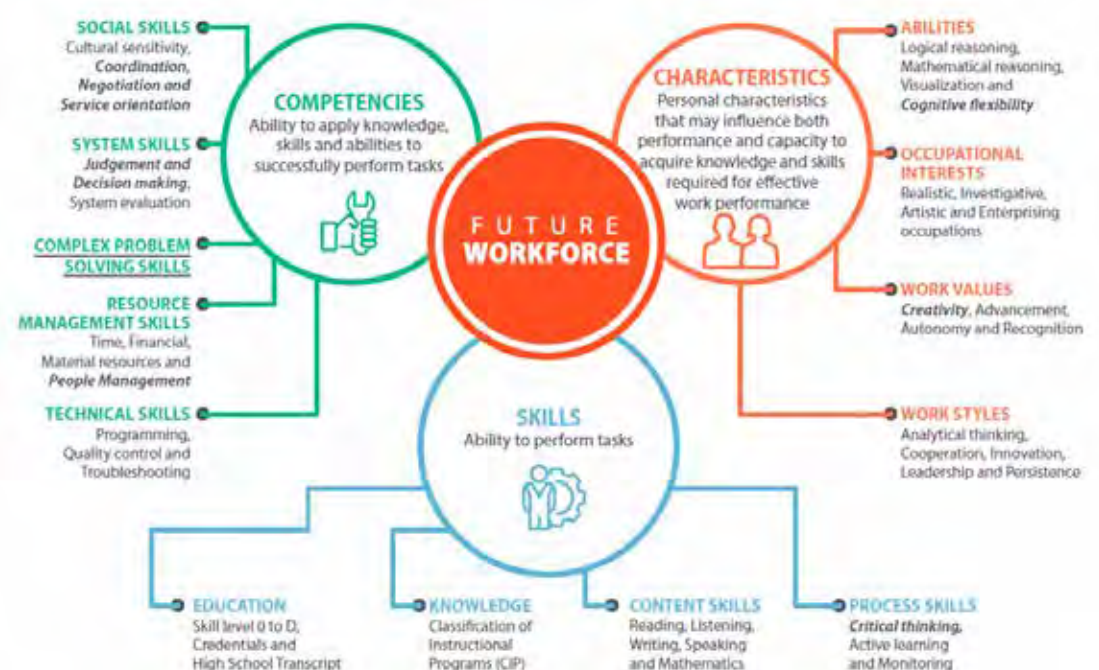 SOCIAL SKILLS
Cultural sensitivity,
Coordination,
Negotiation and
Service orientation
SYSTEM SKILLS
Judgement and
Decision making,
System evaluation
COMPLEX PROBLEM
SOLVING SKILLS
RESOURCE
MANAGEMENT SKILLS
Time, Financial,
Material resources and
People Management
TECHNICAL SKILLS
Programming,
Quality control and
Troubleshooting
COMPETENCIES
Ability to apply knowledge,
skills and abilities to
successfully perform tasks
FUTURE
WORKFORCE
CHARACTERISTICS
Personal characteristics
that may influence both
performance and capacity to
acquire knowledge and skills
required for effective
work performance
ABILITIES
Logical reasoning,
Mathematical reasoning,
Visualization and
Cognitive flexibility
OCCUPATIONAL
INTERESTS
Realistic, Investigative,
Artistic and Enterprising
occupations
WORK VALUES
Creativity, Advancement,
Autonomy and Recognition
WORK STYLES
Analytical thinking,
Cooperation, Innovation,
Leadership and Persistence
SKILLS
Ability to perform tasks
EDUCATION
Skill level 0 to D,
Credentials and
High School Transcript
KNOWLEDGE
Classification of
Instructional
Programs (CIP)
CONTENT SKILLS
Reading, Listening,
Writing, Speaking
and Mathematics
PROCESS SKILLS
Critical thinking,
Active learning
and Monitoring